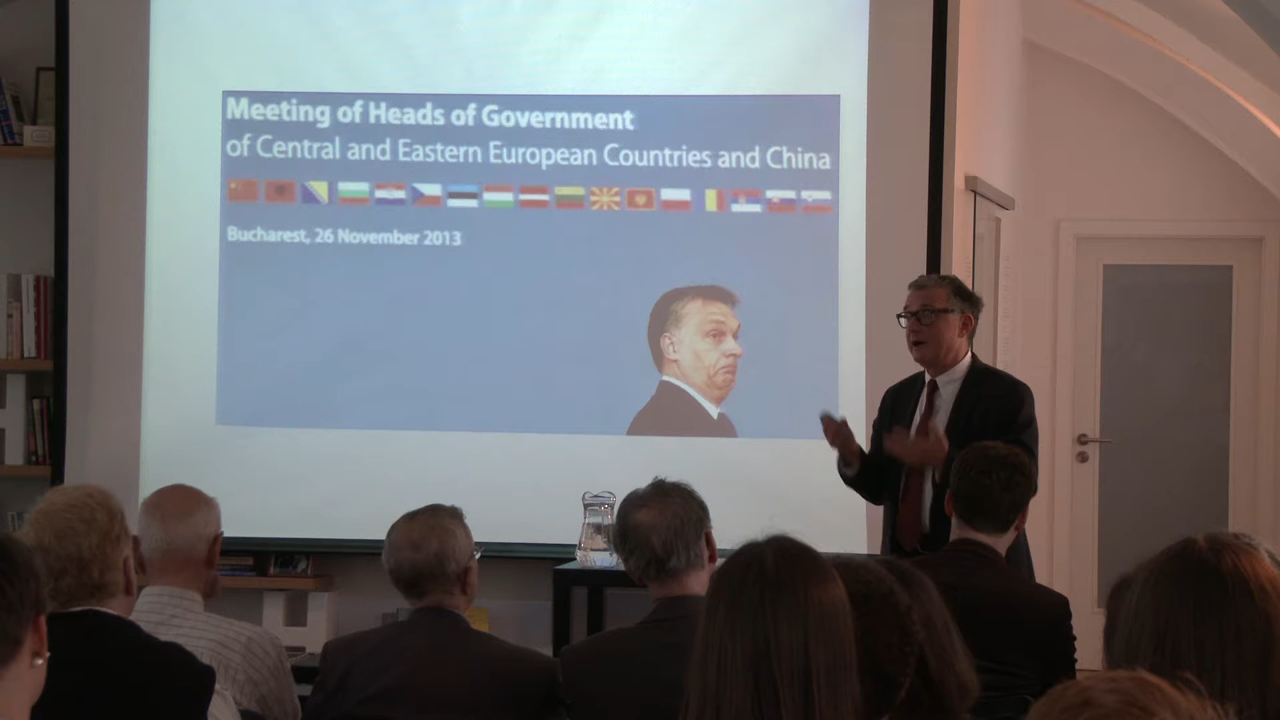 Meeting of Heads of Government
of Central and Eastern European Countries and China
Bucharest, 26 November 2013